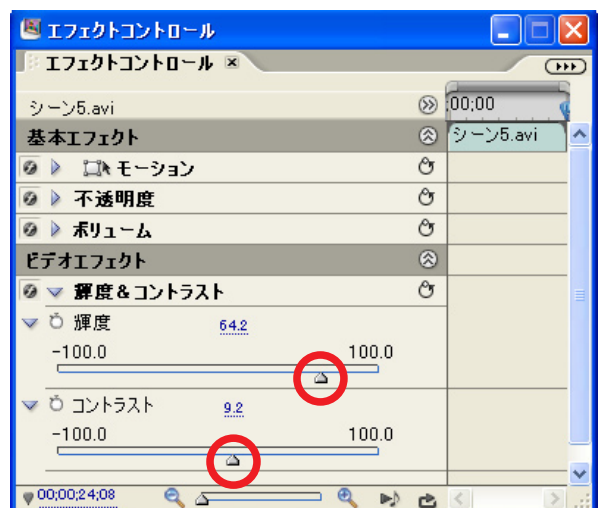 エフェクトコントロール
エフェクトコントロール
シーン5.avi
;00;00
基本エフェクト
シーン5.avi
モーション
不透明度
ボリューム
ビデオエフェクト
輝度＆コントラスト
輝度 64.2
-100.0 100.0
コントラスト 9.2
-100.0 100.0
00;00;24;08